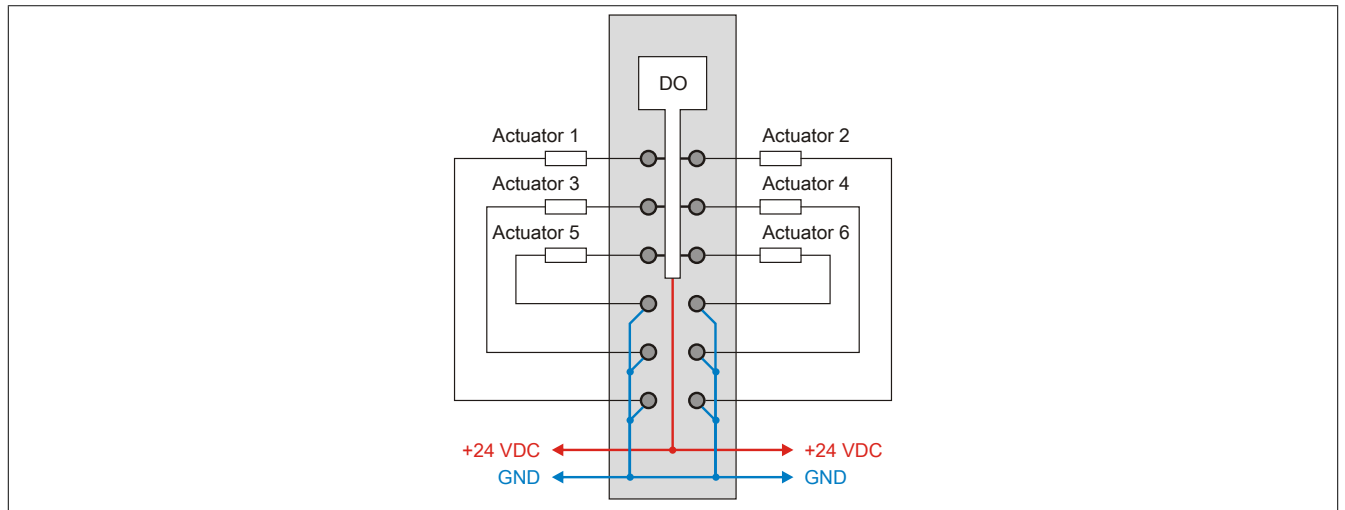 DO
Actuator 1
Actuator 2
Actuator 3
Actuator 4
Actuator 5
Actuator 6
+24 VDC
+24 VDC
GND
GND